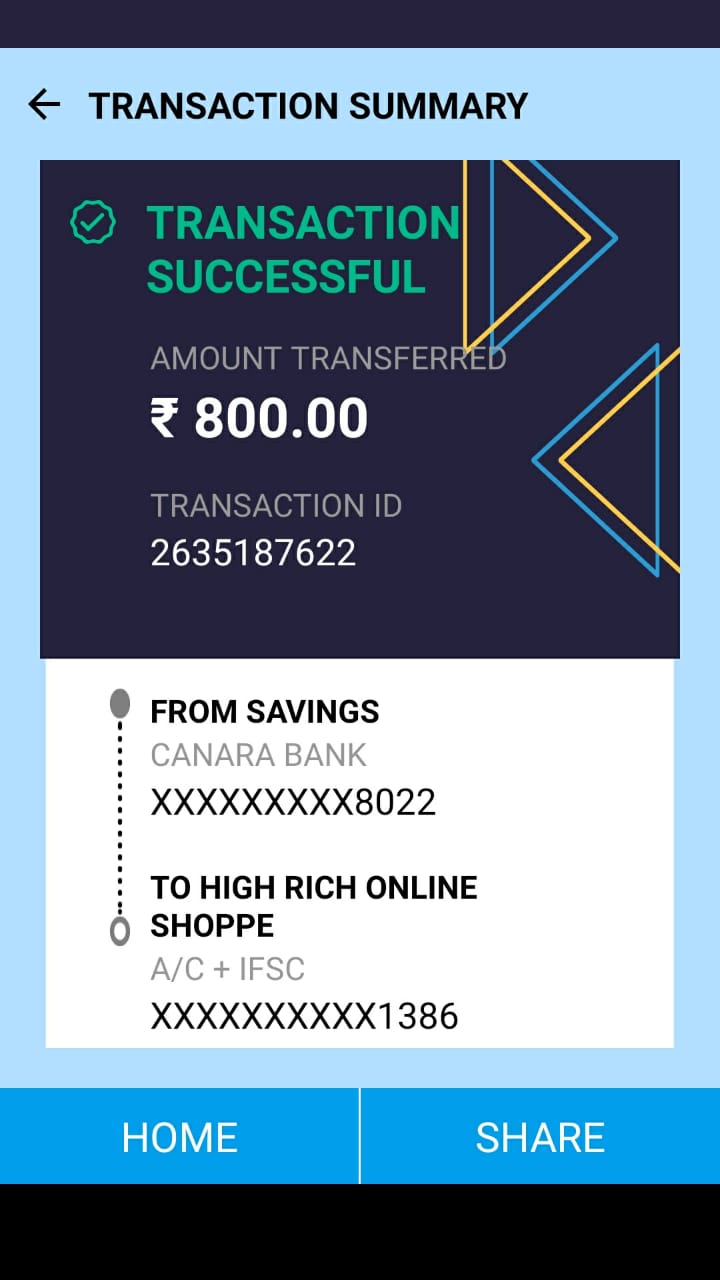 TRANSACTION SUMMARY
TRANSACTION
SUCCESSFUL
AMOUNT TRANSFERRED
₹ 800.00
TRANSACTION ID
2635187622
FROM SAVINGS
CANARA BANK
XXXXXXXXX8022
TO HIGH RICH ONLINE
SHOPPE
A/C + IFSC
XXXXXXXXXX1386
HOME
SHARE